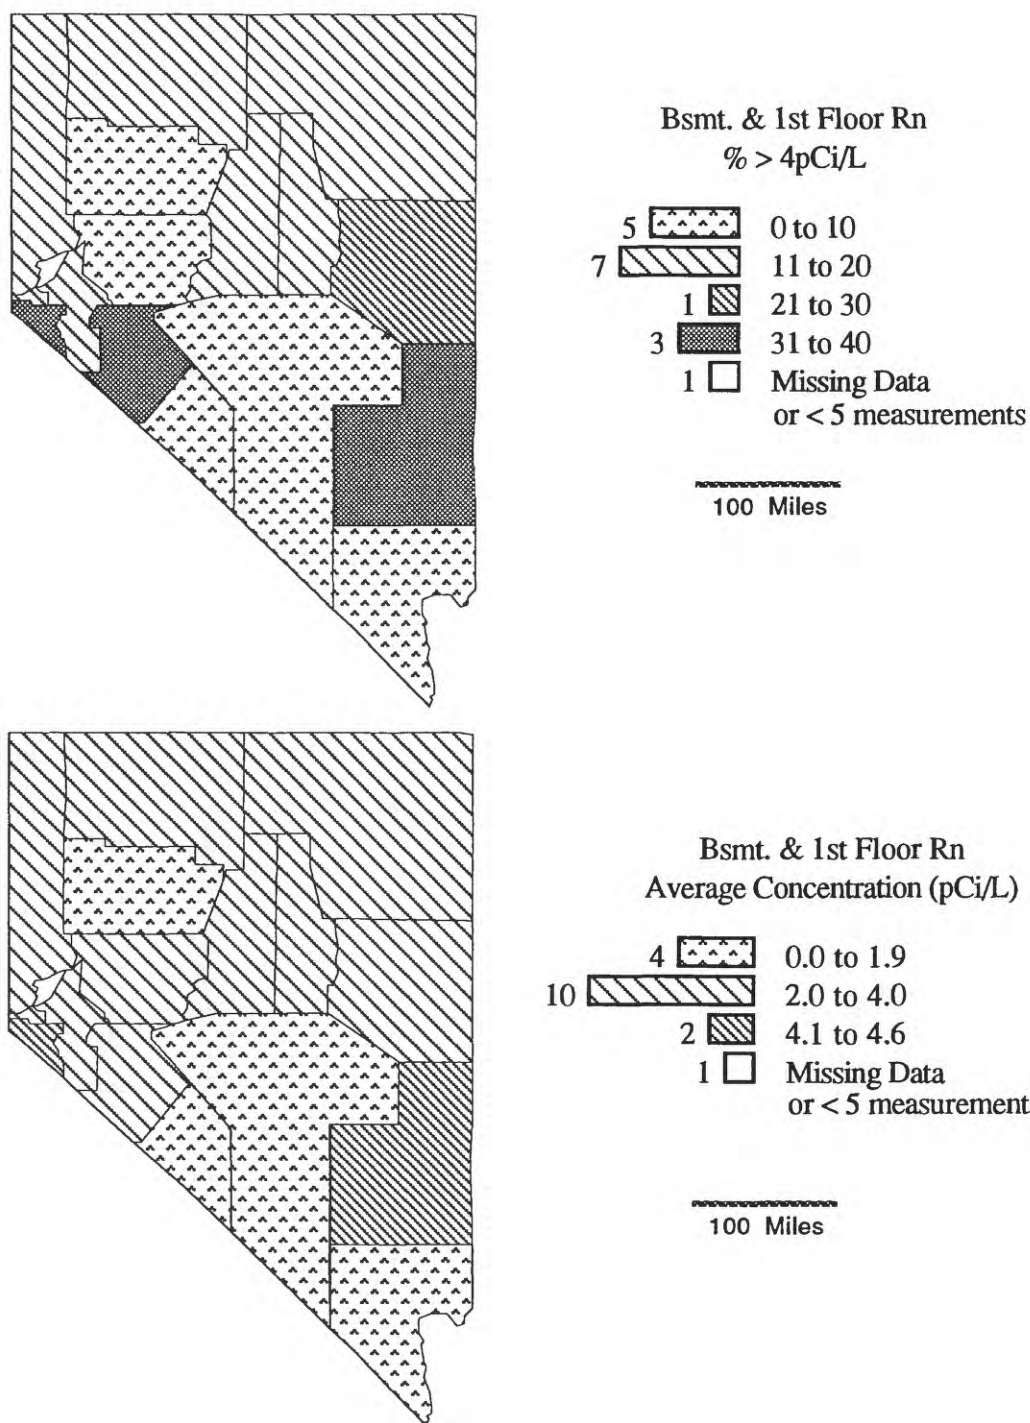 Bsmt. & 1st Floor Rn
% > 4pCi/L
5 0 to 10
7 11 to 20
1 21 to 30
3 31 to 40
1 Missing Data
or < 5 measurements
100 Miles
Bsmt. & 1st Floor Rn
Average Concentration (pCi/L)
4 0.0 to 1.9
10 2.0 to 4.0
2 4.1 to 4.6
1 Missing Data
or < 5 measurement
100 Miles